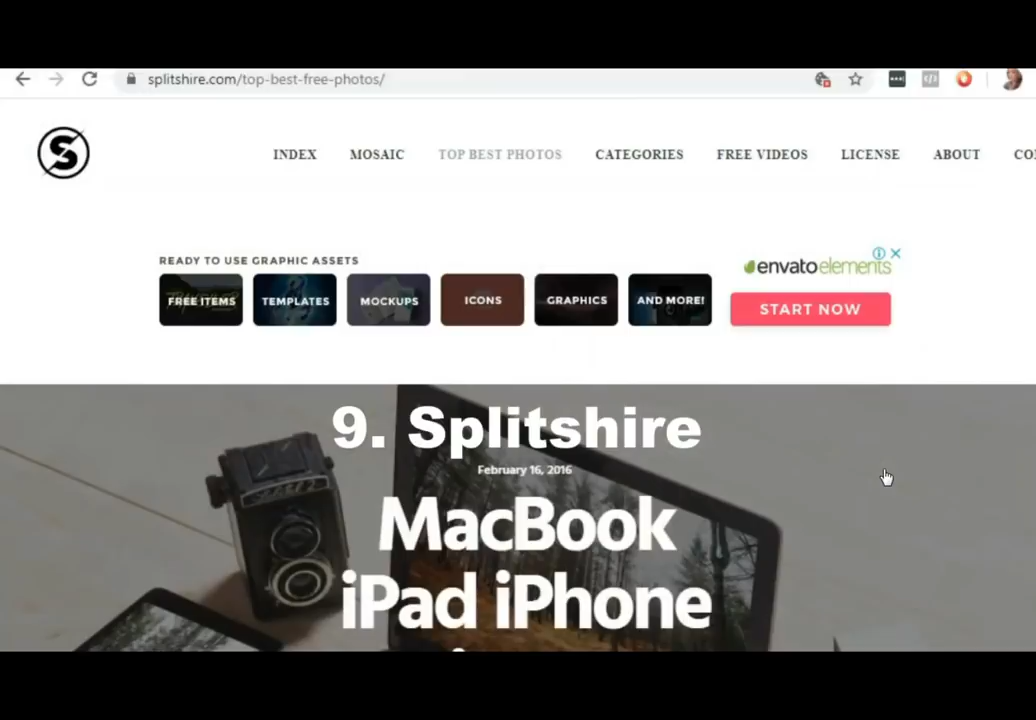 splitshire.com/top-best-free-photos/
INDEX MOSAIC TOP BEST PHOTOS CATEGORIES FREE VIDEOS LICENSE ABOUT CO
READY TO USE GRAPHIC ASSETS
FREE ITEMS TEMPLATES MOCKUPS ICONS GRAPHICS AND MORE!
envatoelements
START NOW
9. Splitshire
February 16, 2016
MacBook
iPad iPhone